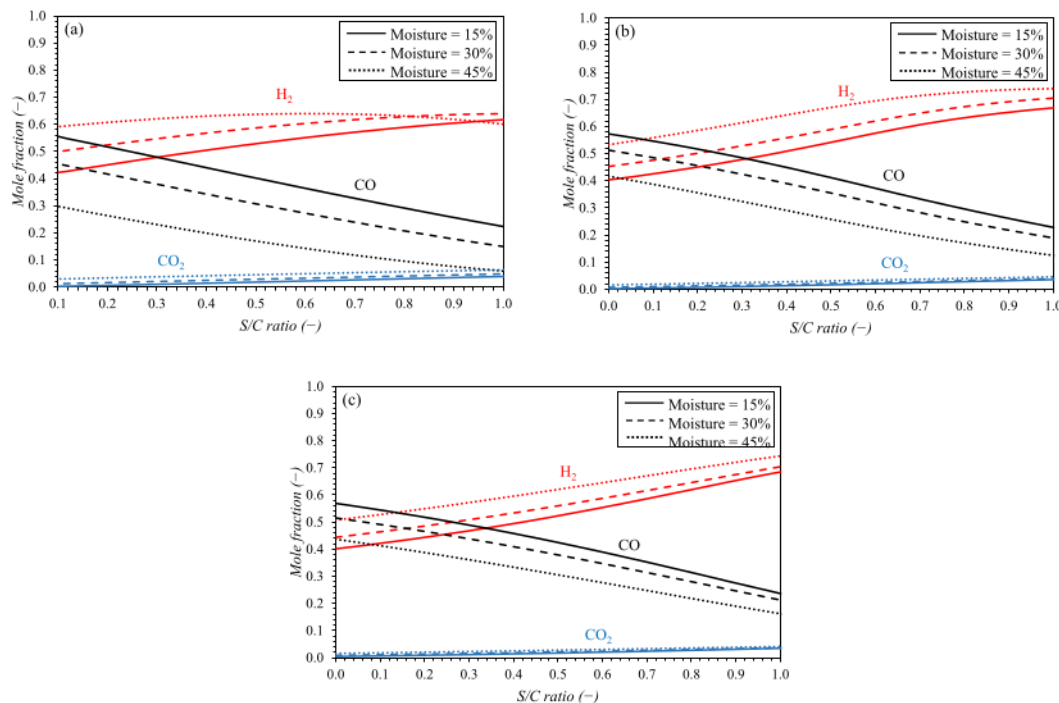 (a)
Moisture = 15%
Moisture = 30%
Moisture = 45%
H₂
CO
CO₂
Mole fraction (−)
1.0
0.9
0.8
0.7
0.6
0.5
0.4
0.3
0.2
0.1
0.0
0.1 0.2 0.3 0.4 0.5 0.6 0.7 0.8 0.9 1.0
S/C ratio (−)
(b)
Moisture = 15%
Moisture = 30%
Moisture = 45%
H₂
CO
CO₂
Mole fraction (−)
1.0
0.9
0.8
0.7
0.6
0.5
0.4
0.3
0.2
0.1
0.0
0.0 0.1 0.2 0.3 0.4 0.5 0.6 0.7 0.8 0.9 1.0
S/C ratio (−)
(c)
Moisture = 15%
Moisture = 30%
Moisture = 45%
H₂
CO
CO₂
Mole fraction (−)
1.0
0.9
0.8
0.7
0.6
0.5
0.4
0.3
0.2
0.1
0.0
0.0 0.1 0.2 0.3 0.4 0.5 0.6 0.7 0.8 0.9 1.0
S/C ratio (−)